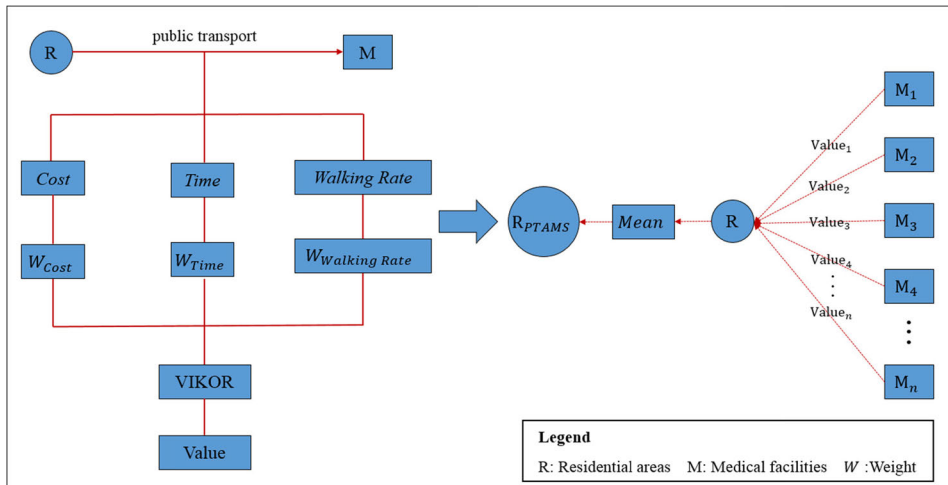 public transport
R
M
Cost
Time
Walking Rate
W_Cost
W_Time
W_Walking Rate
VIKOR
Value
R_PTAMS
Mean
R
Value_1
Value_2
Value_3
Value_4
⋮
Value_n
M_1
M_2
M_3
M_4
⋮
M_n
Legend
R: Residential areas M: Medical facilities W :Weight